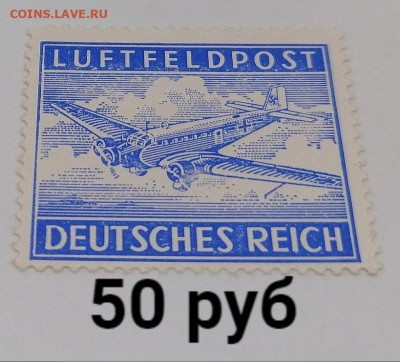 COINS.LAVE.RU
LUFTFELDPOST
DEUTSCHES REICH
50 руб